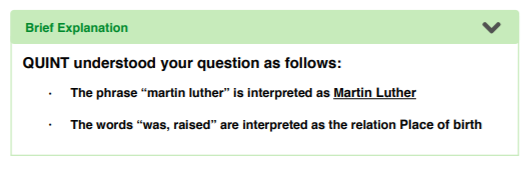 Brief Explanation
QUINT understood your question as follows:
· The phrase “martin luther” is interpreted as Martin Luther
· The words “was, raised” are interpreted as the relation Place of birth